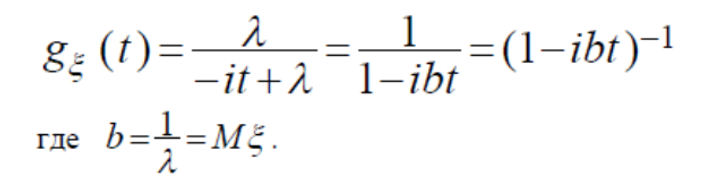 g_ξ (t) = λ / (−it + λ) = 1 / (1−ibt) = (1−ibt)^−1
где b = 1/λ = Mξ.